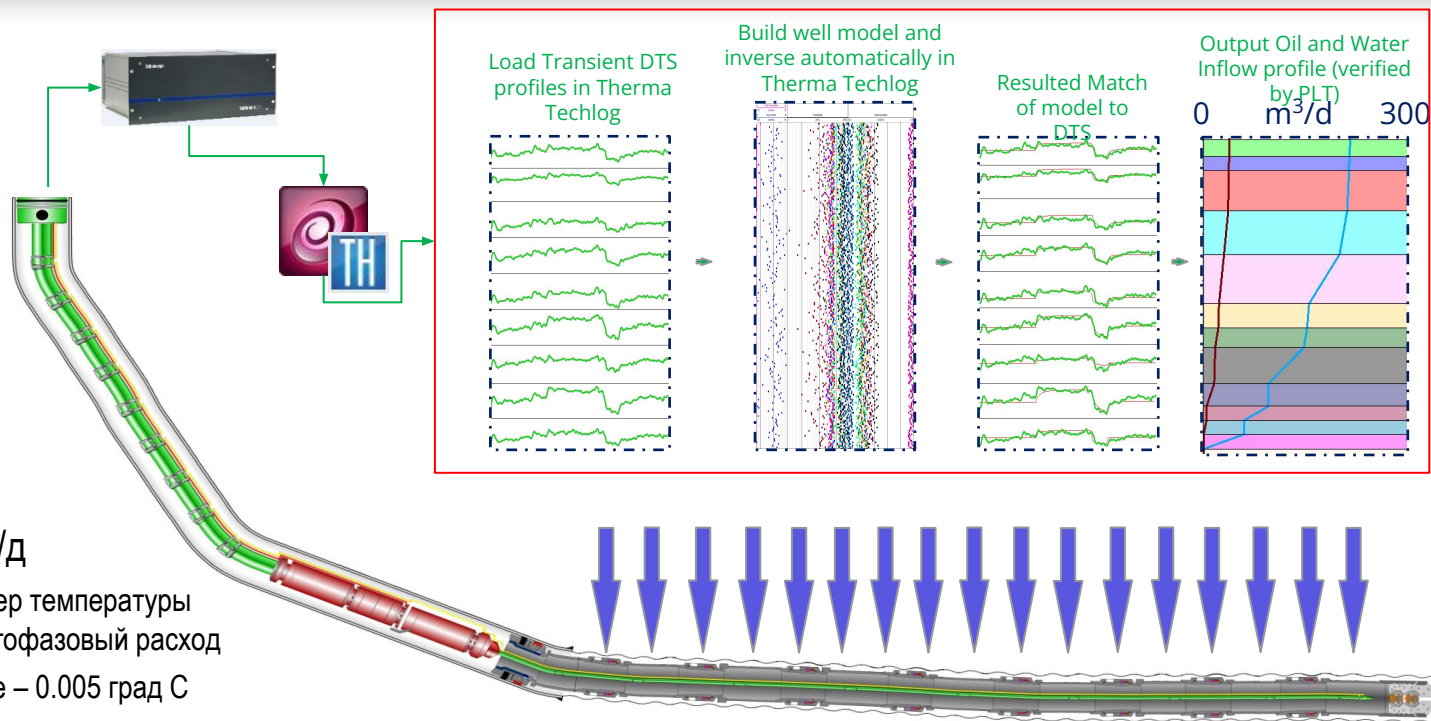 Load Transient DTS
profiles in Therma
Techlog
Build well model and
inverse automatically in
Therma Techlog
Resulted Match
of model to
DTS
Output Oil and Water
Inflow profile (verified
by PLT)
0 m³/d 300
TH
/д
ер температуры
тофазовый расход
е – 0.005 град С